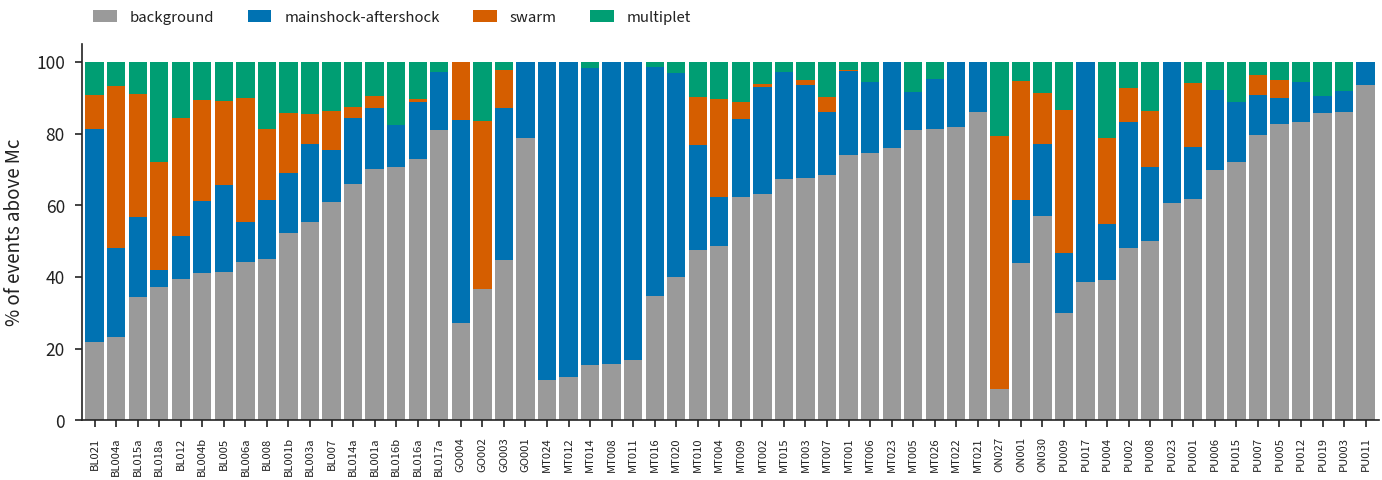 background mainshock-aftershock swarm multiplet
% of events above Mc
100
80
60
40
20
0
BL021 BL004a BL015a BL018a BL012 BL004b BL005 BL006a BL008 BL001b BL003a BL007 BL014a BL001a BL016b BL016a BL017a GO004 GO002 GO003 GO001 MT024 MT012 MT014 MT008 MT011 MT016 MT020 MT010 MT004 MT009 MT002 MT015 MT003 MT007 MT001 MT006 MT023 MT005 MT026 MT022 MT021 ON027 ON001 ON030 PU009 PU017 PU004 PU002 PU008 PU023 PU001 PU006 PU015 PU007 PU005 PU012 PU019 PU003 PU011